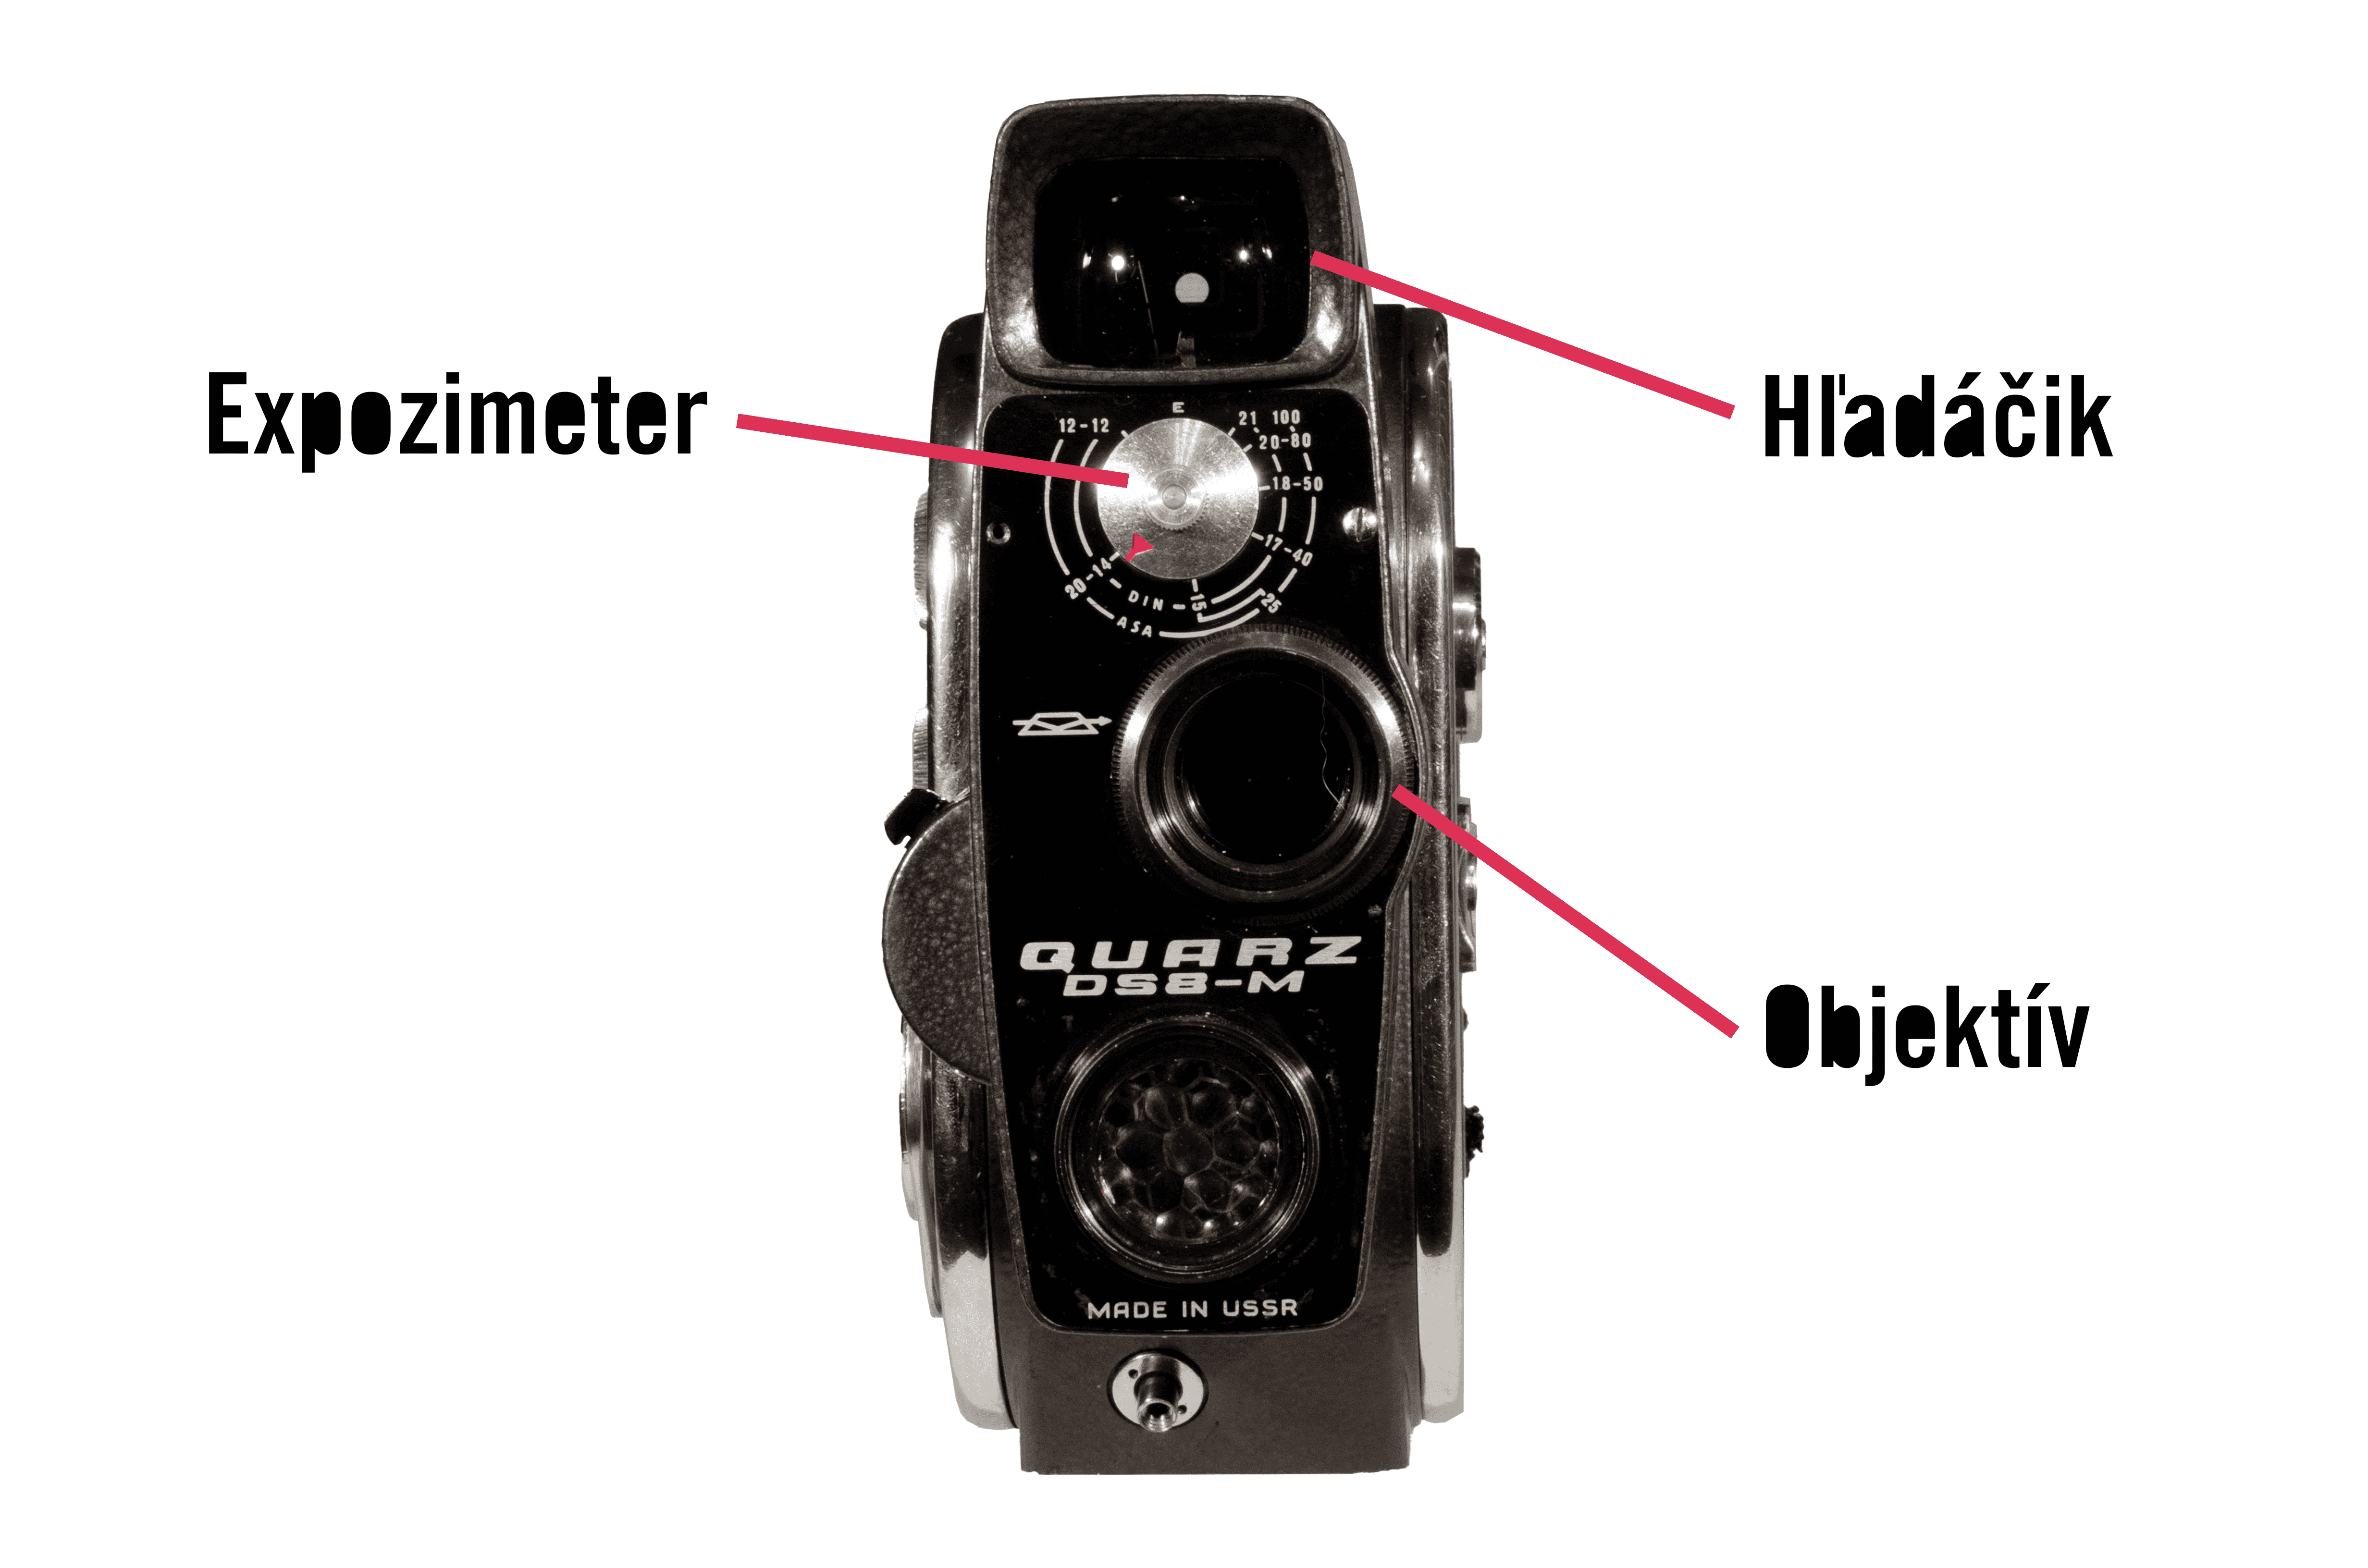 Expozimeter
Hľadáčik
E
12-12
21 100
20-80
18-50
17-40
20-14
15
25
DIN
ASA
QUARZ
DS8-M
Objektív
MADE IN USSR